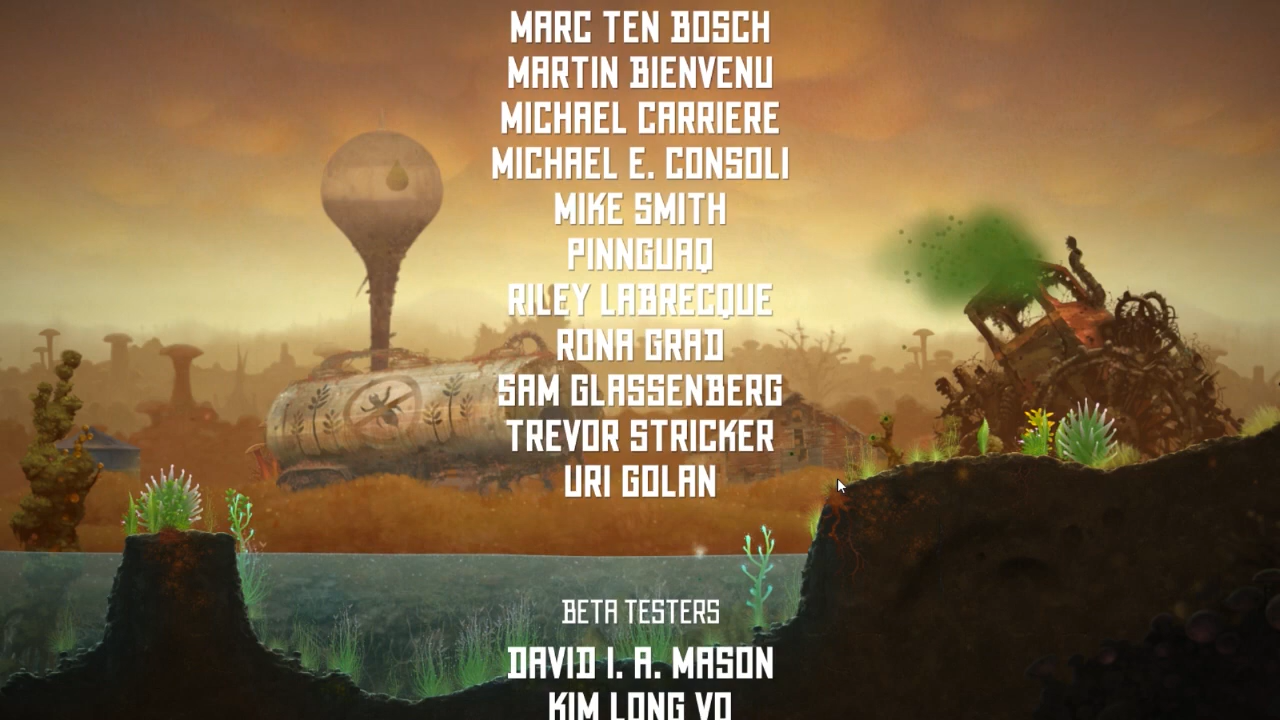 MARC TEN BOSCH
MARTIN BIENVENU
MICHAEL CARRIERE
MICHAEL E. CONSOLI
MIKE SMITH
PINNGUAQ
RILEY LABRECQUE
RONA GRAD
SAM GLASSENBERG
TREVOR STRICKER
URI GOLAN
BETA TESTERS
DAVID I. A. MASON
KIM LONG VO